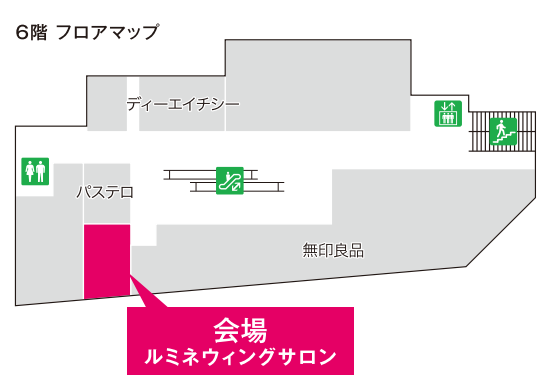 6階 フロアマップ
ディーエイチシー
パステロ
無印良品
会場
ルミネウィングサロン